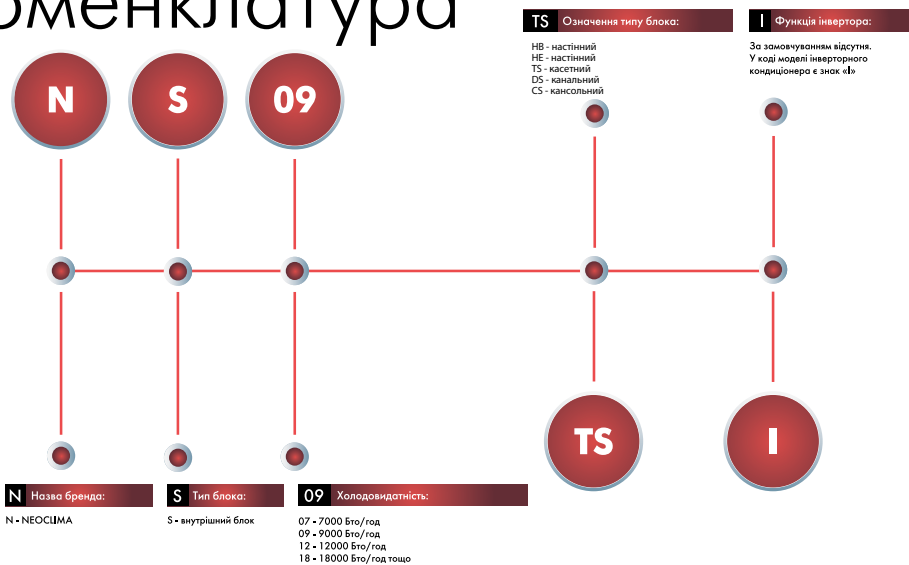 оменклатура
TS Означення типу блока:
HB - настінний
HE - настінний
TS - касетний
DS - канальний
CS - кансольний
I Функція інвертора:
За замовчуванням відсутня.
У коді моделі інверторного
кондиціонера є знак «I»
N
S
09
TS
I
N Назва бренда:
N - NEOCLIMA
S Тип блока:
S - внутрішний блок
09 Холодовидатність:
07 - 7000 Бто/год
09 - 9000 Бто/год
12 - 12000 Бто/год
18 - 18000 Бто/год тощо